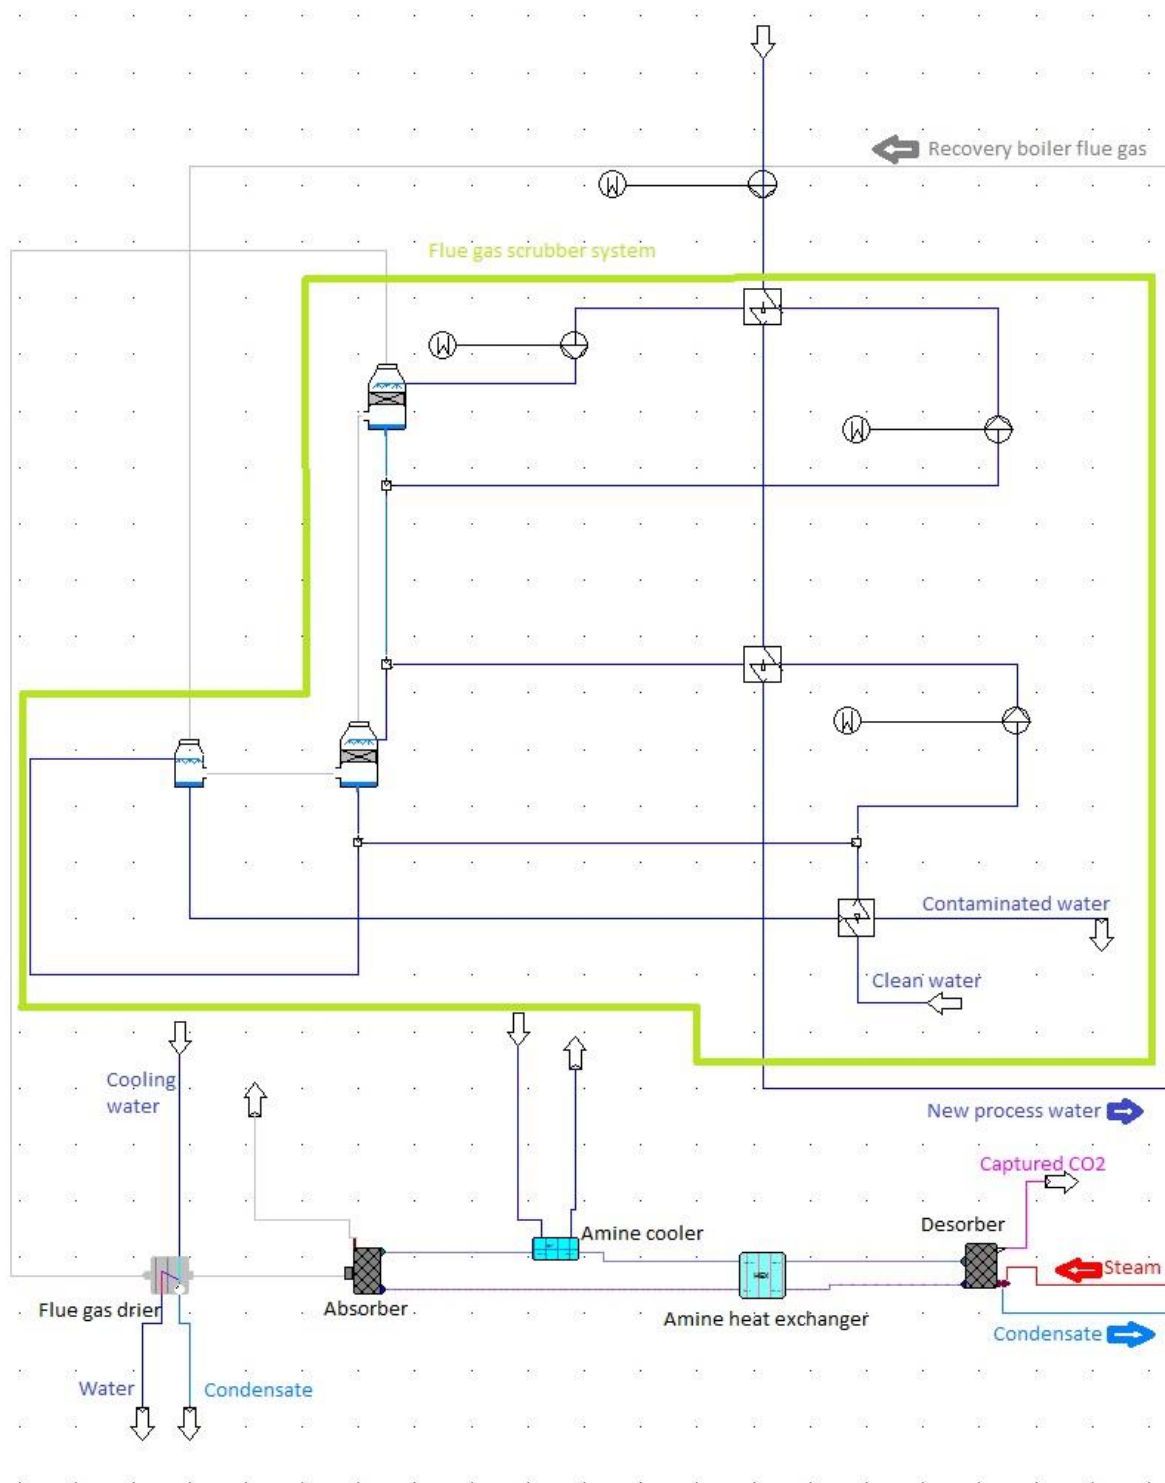 Recovery boiler flue gas
W
Flue gas scrubber system
W
W
W
Contaminated water
Clean water
Cooling
water
New process water
Captured CO2
Desorber
Amine cooler
Steam
HEX
Flue gas drier
Absorber
Amine heat exchanger
Condensate
Water
Condensate